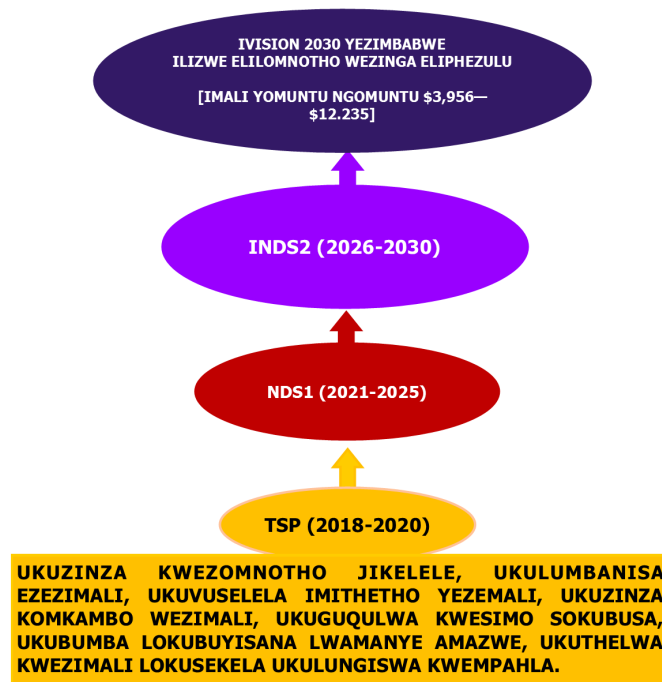 IVISION 2030 YEZIMBABWE
ILIZWE ELILOMNOTHO WEZINGA ELIPHEZULU
[IMALI YOMUNTU NGOMUNTU $3,956—
$12.235]
INDS2 (2026-2030)
NDS1 (2021-2025)
TSP (2018-2020)
UKUZINZA KWEZOMNOTHO JIKELELE, UKULUMBANISA
EZEZIMALI, UKUVUSELELA IMITHETHO YEZEMALI, UKUZINZA
KOMKAMBO WEZIMALI, UKUGUQULWA KWESIMO SOKUBUSA,
UKUBUMBA LOKUBUYISANA LWAMANYE AMAZWE, UKUTHELWA
KWEZIMALI LOKUSEKELA UKULUNGISWA KWEMPAHLA.